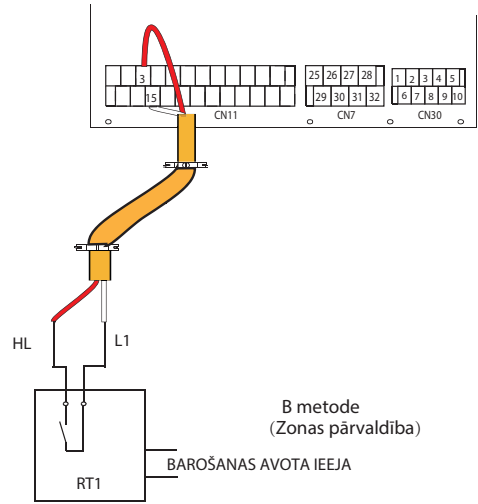 3
25 26 27 28
1 2 3 4 5
15
29 30 31 32
6 7 8 9 10
CN11
CN7
CN30
HL
L1
B metode
(Zonas pārvaldība)
BAROŠANAS AVOTA IEEJA
RT1